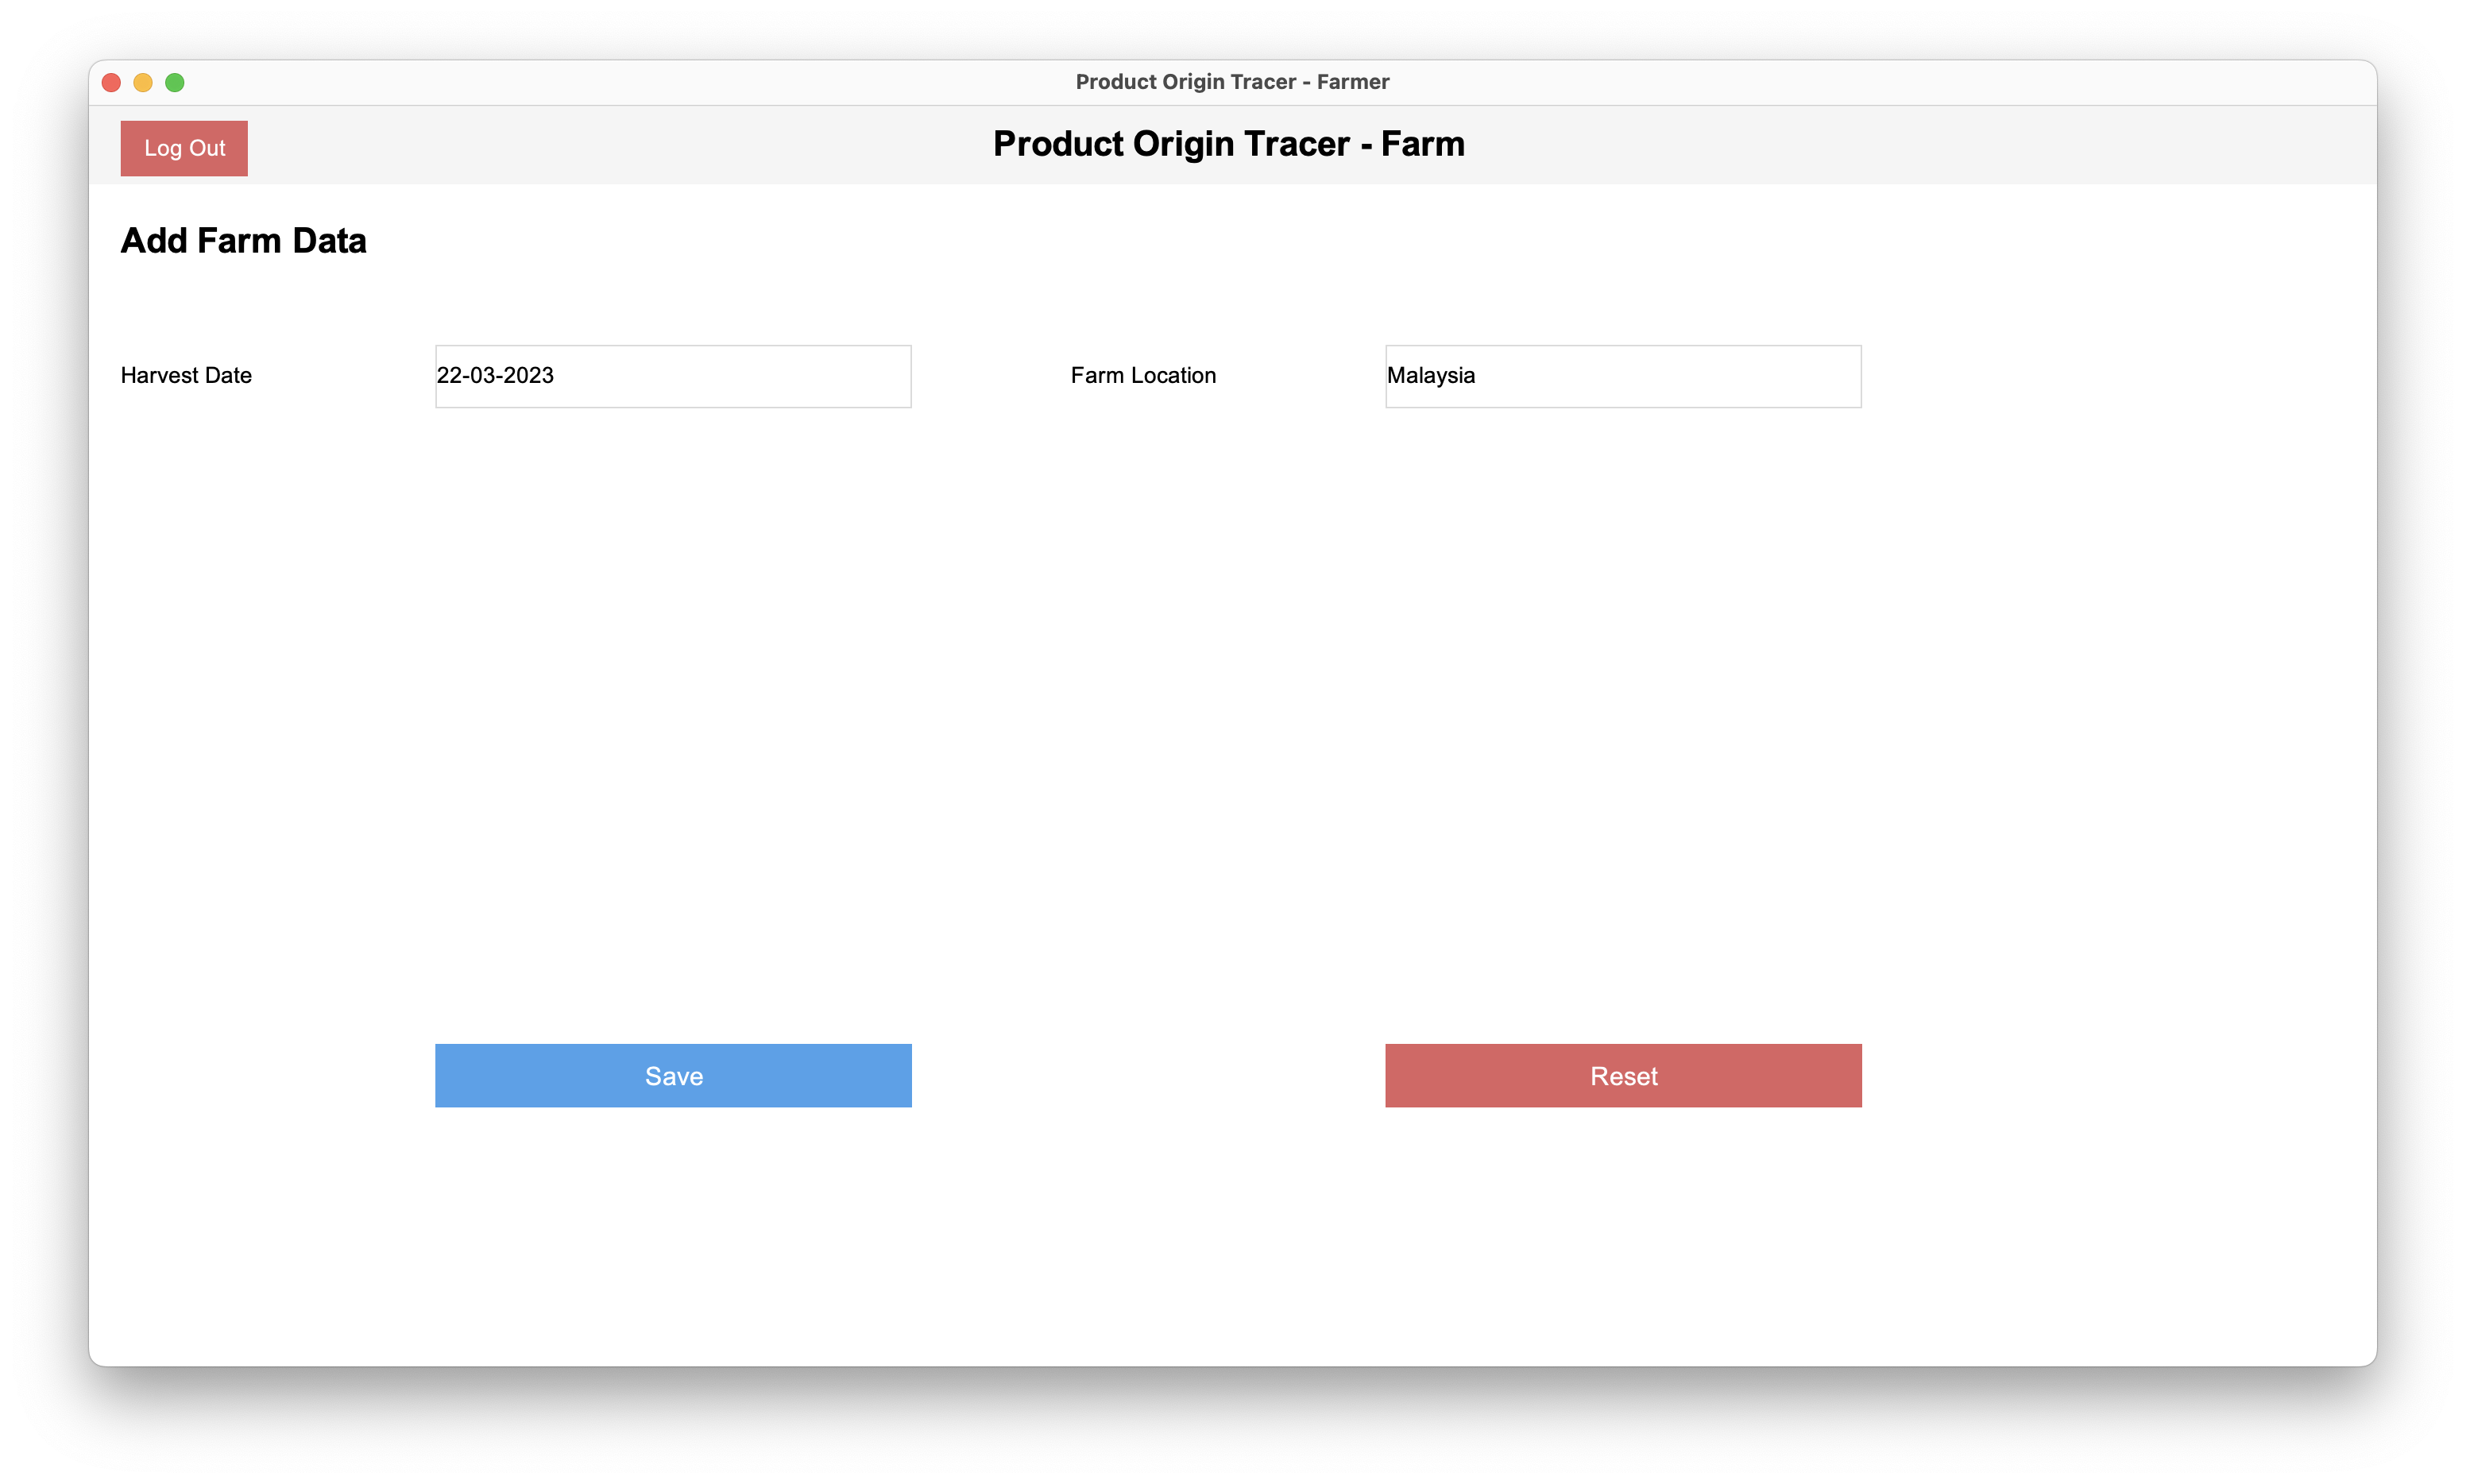 Product Origin Tracer - Farmer
Log Out
Product Origin Tracer - Farm
Add Farm Data
Harvest Date
22-03-2023
Farm Location
Malaysia
Save
Reset